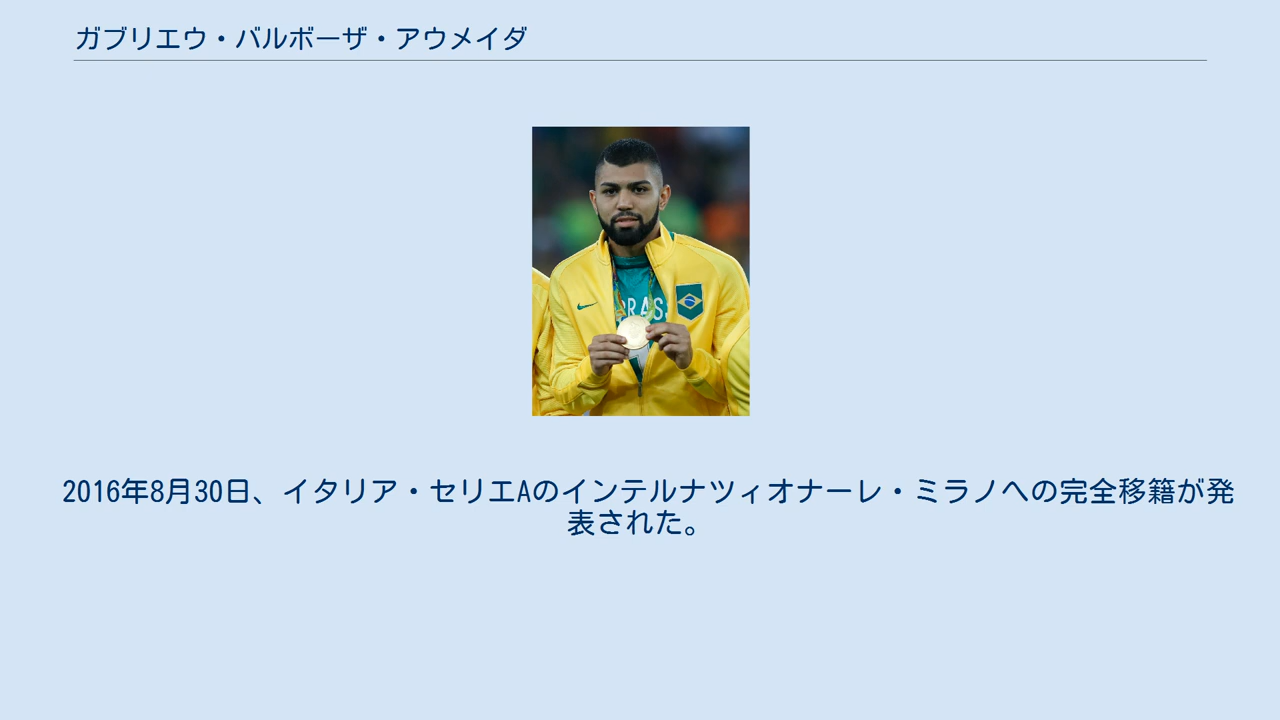 ガブリエウ・バルボーザ・アウメイダ
BRAS
2016年8月30日、イタリア・セリエAのインテルナツィオナーレ・ミラノへの完全移籍が発
表された。